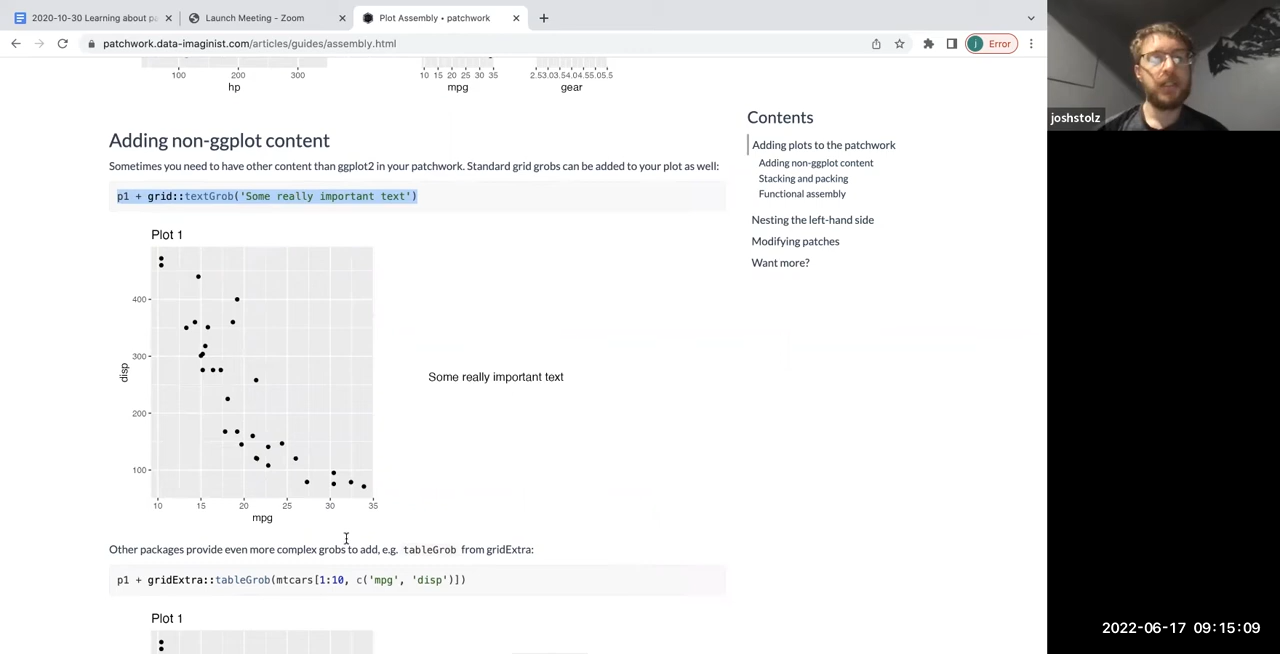 2020-10-30 Learning about pa
Launch Meeting - Zoom
Plot Assembly • patchwork
patchwork.data-imaginist.com/articles/guides/assembly.html
j
Error
joshstolz
100 200 300
hp
10 15 20 25 30 35
mpg
2.53.03.54.04.55.05.5
gear
Adding non-ggplot content
Sometimes you need to have other content than ggplot2 in your patchwork. Standard grid grobs can be added to your plot as well:
p1 + grid::textGrob('Some really important text')
Plot 1
400
300
200
100
disp
10 15 20 25 30 35
mpg
Some really important text
Other packages provide even more complex grobs to add, e.g. tableGrob from gridExtra:
p1 + gridExtra::tableGrob(mtcars[1:10, c('mpg', 'disp')])
Plot 1
Contents
Adding plots to the patchwork
Adding non-ggplot content
Stacking and packing
Functional assembly
Nesting the left-hand side
Modifying patches
Want more?
2022-06-17 09:15:09